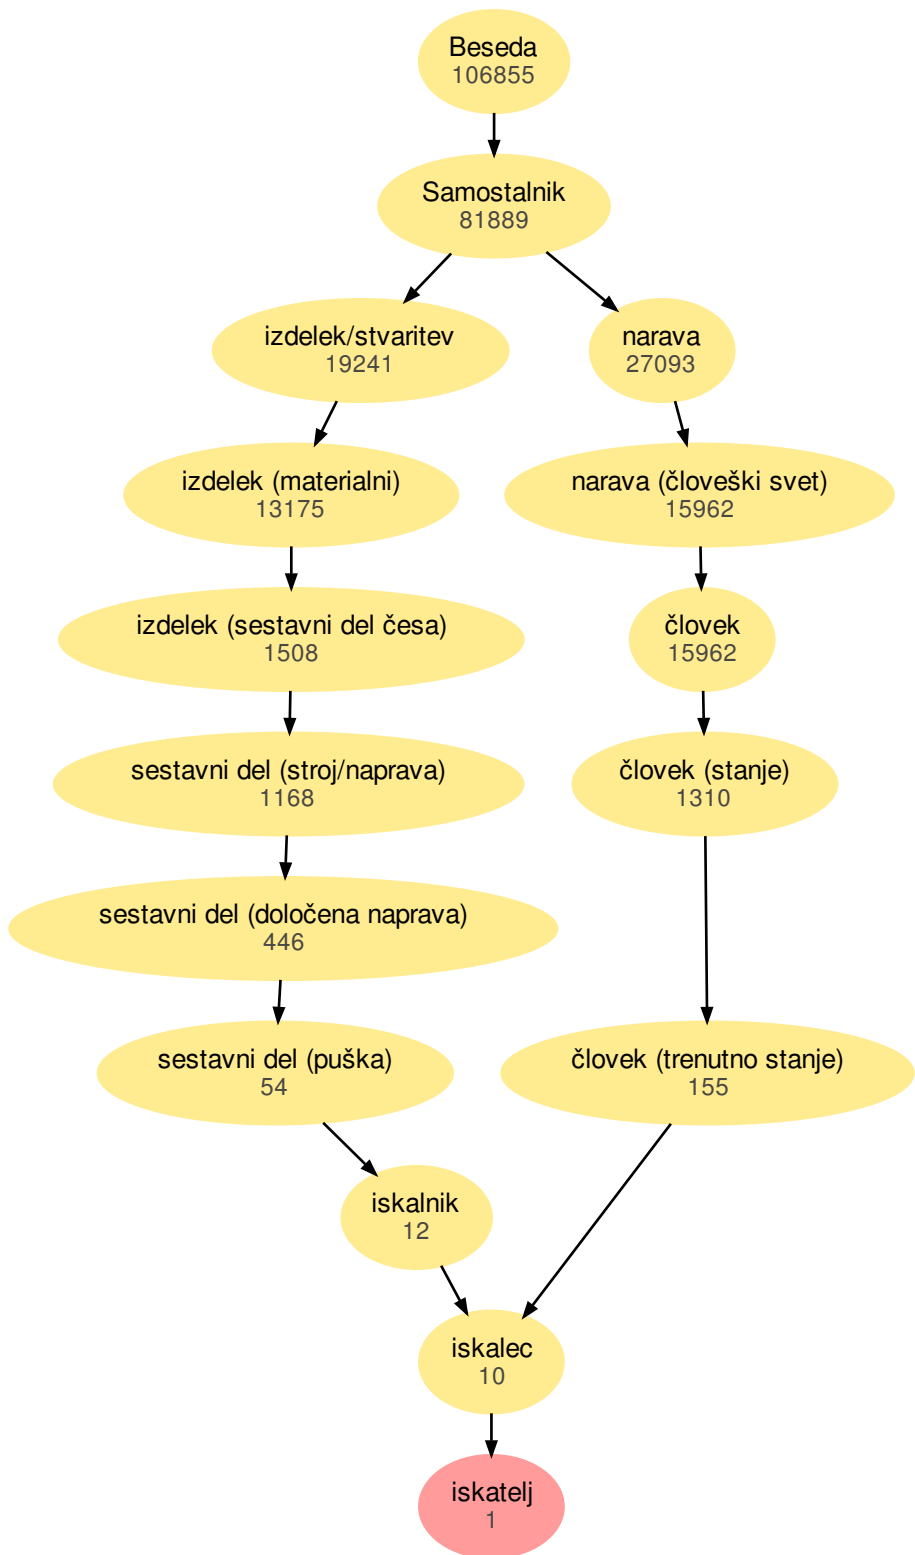 Beseda
106855
Samostalnik
81889
izdelek/stvaritev
19241
narava
27093
izdelek (materialni)
13175
narava (človeški svet)
15962
izdelek (sestavni del česa)
1508
človek
15962
sestavni del (stroj/naprava)
1168
človek (stanje)
1310
sestavni del (določena naprava)
446
sestavni del (puška)
54
človek (trenutno stanje)
155
iskalnik
12
iskalec
10
iskatelj
1